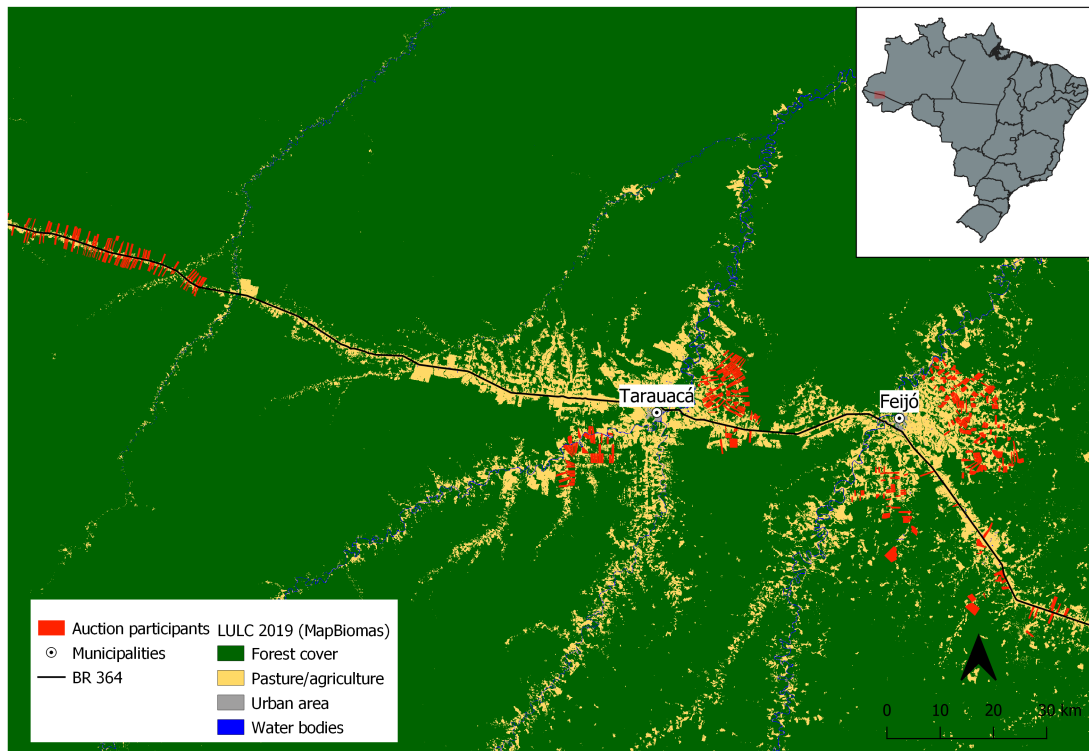 Tarauacá
Feijó
Auction participants
Municipalities
BR 364
LULC 2019 (MapBiomas)
Forest cover
Pasture/agriculture
Urban area
Water bodies
0 10 20 30 km